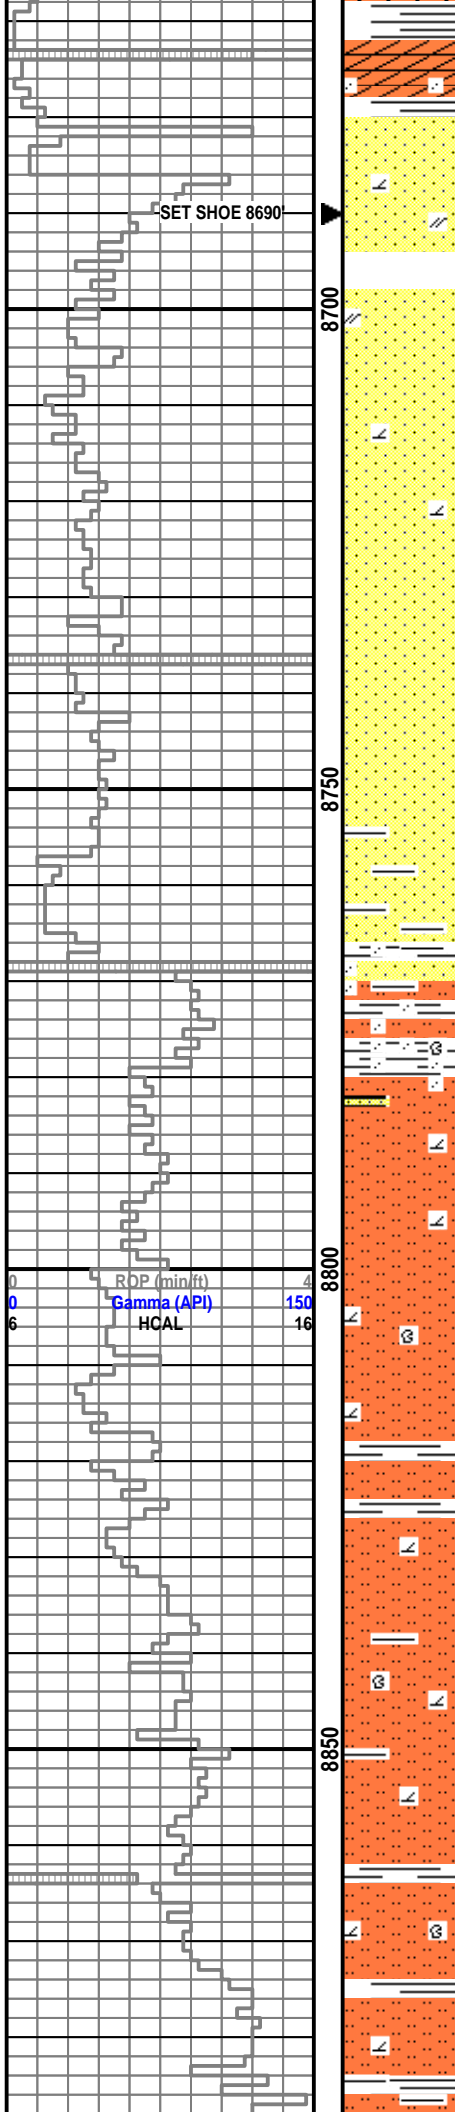 SET SHOE 8690'
8700
8750
8800
0 ROP (min/ft) 4
0 Gamma (API) 150
6 HCAL 16
8850